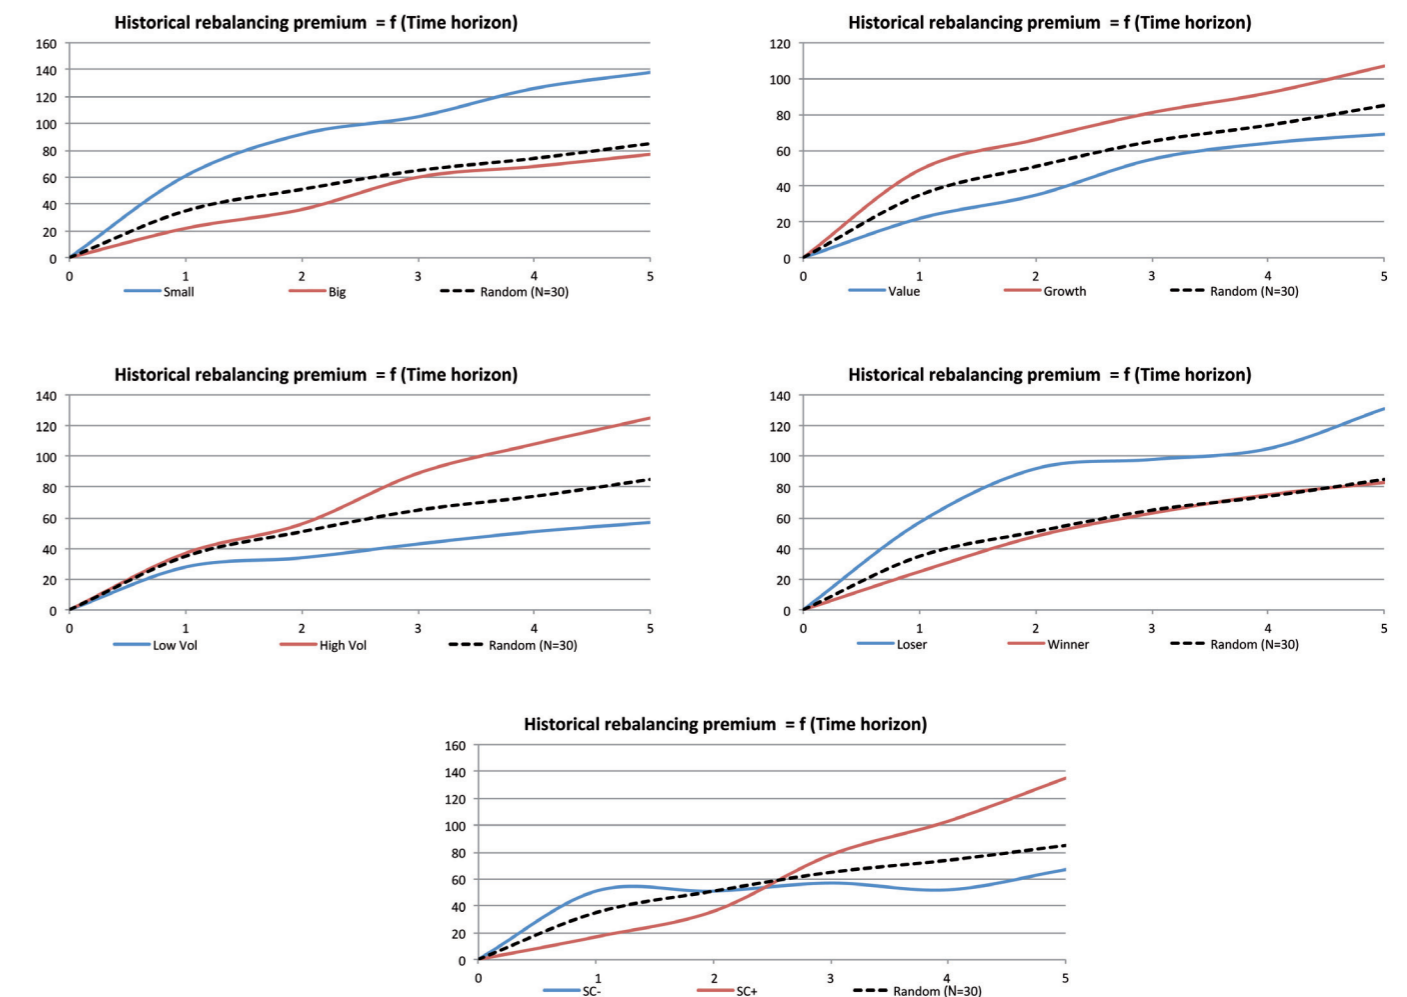 Historical rebalancing premium = f (Time horizon)
160
140
120
100
80
60
40
20
0
0 1 2 3 4 5
Small Big Random (N=30)
Historical rebalancing premium = f (Time horizon)
120
100
80
60
40
20
0
0 1 2 3 4 5
Value Growth Random (N=30)
Historical rebalancing premium = f (Time horizon)
140
120
100
80
60
40
20
0
0 1 2 3 4 5
Low Vol High Vol Random (N=30)
Historical rebalancing premium = f (Time horizon)
140
120
100
80
60
40
20
0
0 1 2 3 4 5
Loser Winner Random (N=30)
Historical rebalancing premium = f (Time horizon)
160
140
120
100
80
60
40
20
0
0 1 2 3 4 5
SC- SC+ Random (N=30)